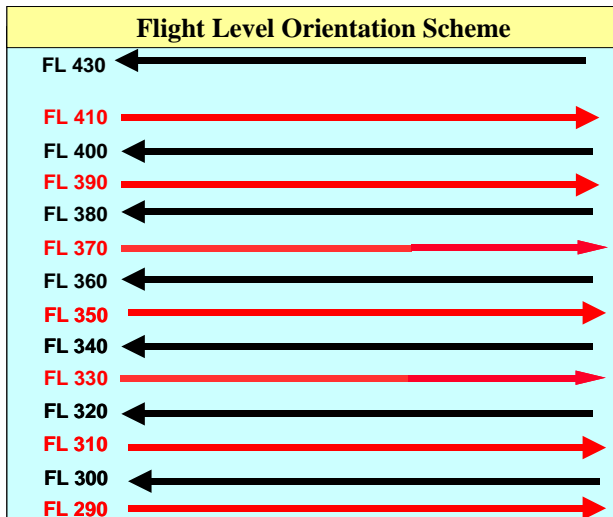 Flight Level Orientation Scheme
FL 430
FL 410
FL 400
FL 390
FL 380
FL 370
FL 360
FL 350
FL 340
FL 330
FL 320
FL 310
FL 300
FL 290